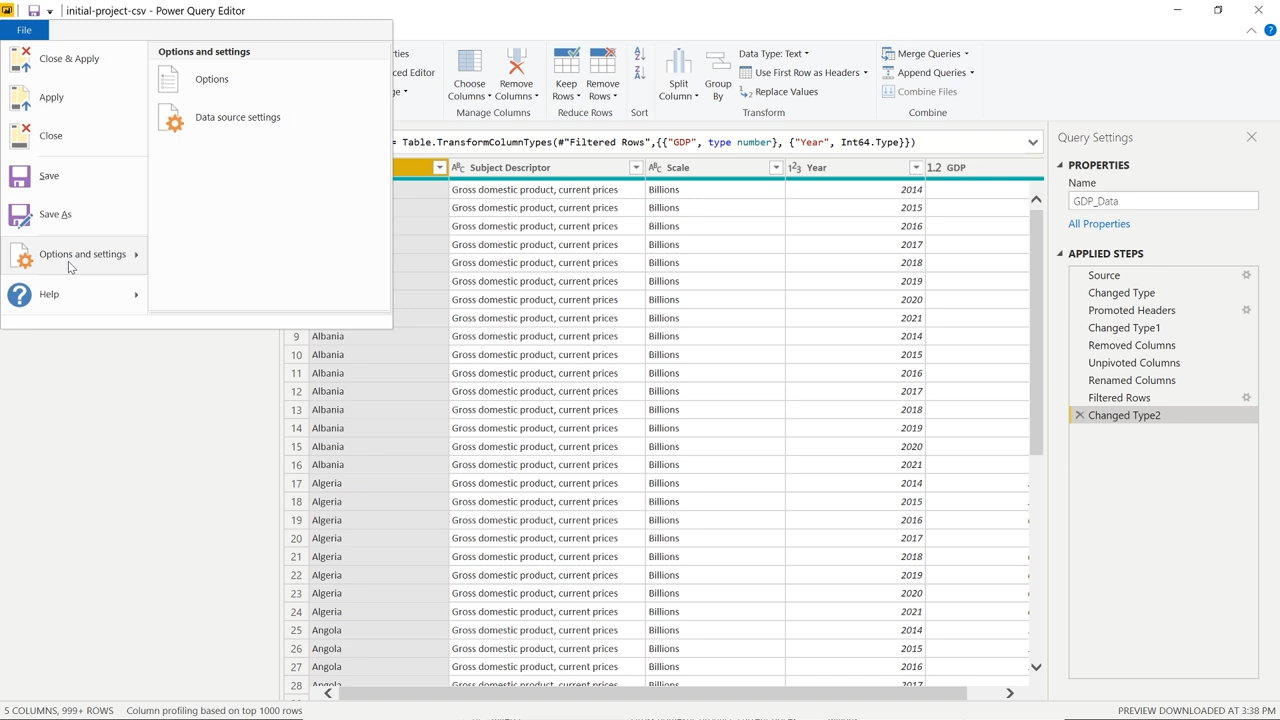 initial-project-csv - Power Query Editor
File
Close & Apply
Apply
Close
Save
Save As
Options and settings
Help
Options and settings
Options
Data source settings
Choose
Columns
Remove
Columns
Manage Columns
Keep
Rows
Remove
Rows
Reduce Rows
Sort
Split
Column
Group
By
Data Type: Text
Use First Row as Headers
Replace Values
Transform
Merge Queries
Append Queries
Combine Files
Combine
= Table.TransformColumnTypes(#"Filtered Rows",{{"GDP", type number}, {"Year", Int64.Type}})
Subject Descriptor Scale Year 1.2 GDP
Gross domestic product, current prices Billions 2014
Gross domestic product, current prices Billions 2015
Gross domestic product, current prices Billions 2016
Gross domestic product, current prices Billions 2017
Gross domestic product, current prices Billions 2018
Gross domestic product, current prices Billions 2019
Gross domestic product, current prices Billions 2020
Gross domestic product, current prices Billions 2021
9 Albania Gross domestic product, current prices Billions 2014
10 Albania Gross domestic product, current prices Billions 2015
11 Albania Gross domestic product, current prices Billions 2016
12 Albania Gross domestic product, current prices Billions 2017
13 Albania Gross domestic product, current prices Billions 2018
14 Albania Gross domestic product, current prices Billions 2019
15 Albania Gross domestic product, current prices Billions 2020
16 Albania Gross domestic product, current prices Billions 2021
17 Algeria Gross domestic product, current prices Billions 2014
18 Algeria Gross domestic product, current prices Billions 2015
19 Algeria Gross domestic product, current prices Billions 2016
20 Algeria Gross domestic product, current prices Billions 2017
21 Algeria Gross domestic product, current prices Billions 2018
22 Algeria Gross domestic product, current prices Billions 2019
23 Algeria Gross domestic product, current prices Billions 2020
24 Algeria Gross domestic product, current prices Billions 2021
25 Angola Gross domestic product, current prices Billions 2014
26 Angola Gross domestic product, current prices Billions 2015
27 Angola Gross domestic product, current prices Billions 2016
28 Angola Gross domestic product, current prices Billions 2017
Query Settings
PROPERTIES
Name
GDP_Data
All Properties
APPLIED STEPS
Source
Changed Type
Promoted Headers
Changed Type1
Removed Columns
Unpivoted Columns
Renamed Columns
Filtered Rows
Changed Type2
5 COLUMNS, 999+ ROWS Column profiling based on top 1000 rows
PREVIEW DOWNLOADED AT 3:38 PM